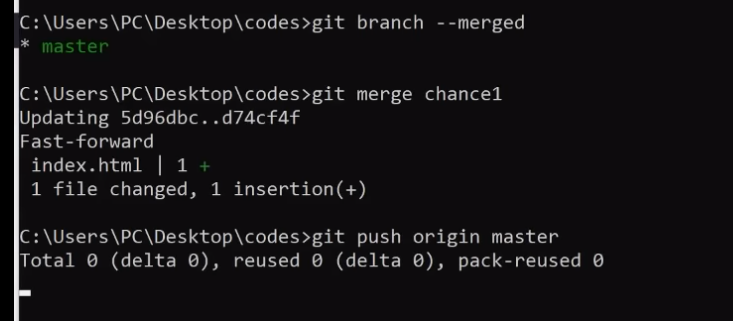 C:\Users\PC\Desktop\codes>git branch --merged
* master
C:\Users\PC\Desktop\codes>git merge chance1
Updating 5d96dbc..d74cf4f
Fast-forward
index.html | 1 +
1 file changed, 1 insertion(+)
C:\Users\PC\Desktop\codes>git push origin master
Total 0 (delta 0), reused 0 (delta 0), pack-reused 0